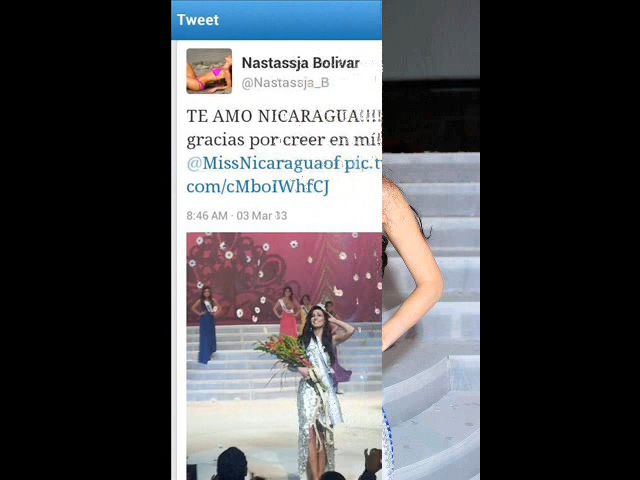 Tweet
Nastassja Bolivar
@Nastassja_B
TE AMO NICARAGUA!!!!
gracias por creer en mí!
@MissNicaraguaof pic.t
com/cMboIWhfCJ
8:46 AM · 03 Mar 13